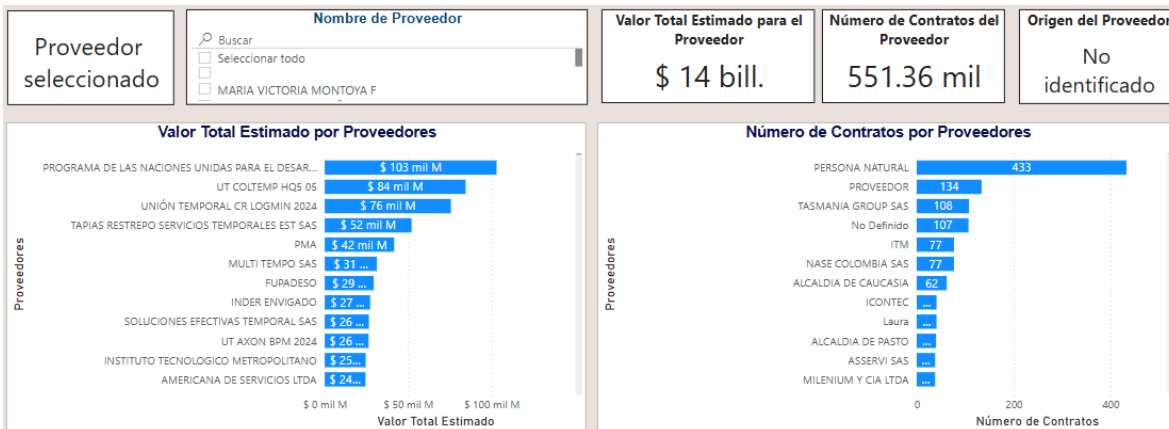 Proveedor
seleccionado
Nombre de Proveedor
Buscar
Seleccionar todo
MARIA VICTORIA MONTOYA F
Valor Total Estimado para el
Proveedor
$ 14 bill.
Número de Contratos del
Proveedor
551.36 mil
Origen del Proveedor
No
identificado
Valor Total Estimado por Proveedores
Proveedores
PROGRAMA DE LAS NACIONES UNIDAS PARA EL DESAR... $ 103 mil M
UT COLTEMP HQ5 05 $ 84 mil M
UNIÓN TEMPORAL CR LOGMIN 2024 $ 76 mil M
TAPIAS RESTREPO SERVICIOS TEMPORALES EST SAS $ 52 mil M
PMA $ 42 mil M
MULTI TEMPO SAS $ 31 ...
FUPADESO $ 29 ...
INDER ENVIGADO $ 27 ...
SOLUCIONES EFECTIVAS TEMPORAL SAS $ 26 ...
UT AXON BPM 2024 $ 26 ...
INSTITUTO TECNOLOGICO METROPOLITANO $ 25...
AMERICANA DE SERVICIOS LTDA $ 24...
$ 0 mil M $ 50 mil M $ 100 mil M
Valor Total Estimado
Número de Contratos por Proveedores
Proveedores
PERSONA NATURAL 433
PROVEEDOR 134
TASMANIA GROUP SAS 108
No Definido 107
ITM 77
NASE COLOMBIA SAS 77
ALCALDIA DE CAUCASIA 62
ICONTEC ...
Laura ...
ALCALDIA DE PASTO ...
ASSERVI SAS ...
MILENIUM Y CIA LTDA ...
0 200 400
Número de Contratos